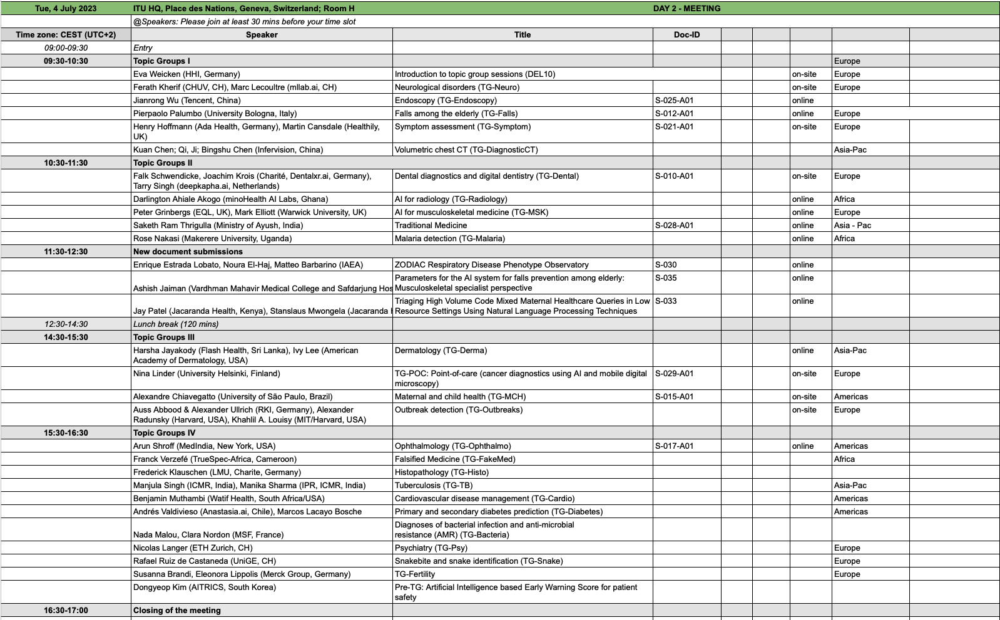 Tue, 4 July 2023 ITU HQ, Place des Nations, Geneva, Switzerland; Room H DAY 2 - MEETING
@Speakers: Please join at least 30 mins before your time slot
Time zone: CEST (UTC+2) Speaker Title Doc-ID
09:00-09:30 Entry
09:30-10:30 Topic Groups I Europe
Eva Weicken (HHI, Germany) Introduction to topic group sessions (DEL10) on-site Europe
Ferath Kherif (CHUV, CH), Marc Lecoultre (mllab.ai, CH) Neurological disorders (TG-Neuro) on-site Europe
Jianrong Wu (Tencent, China) Endoscopy (TG-Endoscopy) S-025-A01 online
Pierpaolo Palumbo (University Bologna, Italy) Falls among the elderly (TG-Falls) S-012-A01 online Europe
Henry Hoffmann (Ada Health, Germany), Martin Cansdale (Healthily, Symptom assessment (TG-Symptom) S-021-A01 on-site Europe
UK)
Kuan Chen; Qi, Ji; Bingshu Chen (Infervision, China) Volumetric chest CT (TG-DiagnosticCT) Asia-Pac
10:30-11:30 Topic Groups II
Falk Schwendicke, Joachim Krois (Charité, Dentalxr.ai, Germany), Dental diagnostics and digital dentistry (TG-Dental) S-010-A01 on-site Europe
Tarry Singh (deepkapha.ai, Netherlands)
Darlington Ahiale Akogo (minoHealth AI Labs, Ghana) AI for radiology (TG-Radiology) online Africa
Peter Grinbergs (EQL, UK), Mark Elliott (Warwick University, UK) AI for musculoskeletal medicine (TG-MSK) online Europe
Saketh Ram Thrigulla (Ministry of Ayush, India) Traditional Medicine S-028-A01 online Asia - Pac
Rose Nakasi (Makerere University, Uganda) Malaria detection (TG-Malaria) online Africa
11:30-12:30 New document submissions
Enrique Estrada Lobato, Noura El-Haj, Matteo Barbarino (IAEA) ZODIAC Respiratory Disease Phenotype Observatory S-030 online
Parameters for the AI system for falls prevention among elderly: S-035 online
Ashish Jaiman (Vardhman Mahavir Medical College and Safdarjung Hos Musculoskeletal specialist perspective
Triaging High Volume Code Mixed Maternal Healthcare Queries in Low S-033 online
Jay Patel (Jacaranda Health, Kenya), Stanslaus Mwongela (Jacaranda Resource Settings Using Natural Language Processing Techniques
12:30-14:30 Lunch break (120 mins)
14:30-15:30 Topic Groups III
Harsha Jayakody (Flash Health, Sri Lanka), Ivy Lee (American Dermatology (TG-Derma) online Asia-Pac
Academy of Dermatology, USA)
Nina Linder (University Helsinki, Finland) TG-POC: Point-of-care (cancer diagnostics using AI and mobile digital S-029-A01 on-site Europe
microscopy)
Alexandre Chiavegatto (University of São Paulo, Brazil) Maternal and child health (TG-MCH) S-015-A01 on-site Americas
Auss Abbood & Alexander Ullrich (RKI, Germany), Alexander Outbreak detection (TG-Outbreaks) on-site Europe
Radunsky (Harvard, USA), Khahlil A. Louisy (MIT/Harvard, USA)
15:30-16:30 Topic Groups IV
Arun Shroff (MedIndia, New York, USA) Ophthalmology (TG-Ophthalmo) S-017-A01 online Americas
Franck Verzefé (TrueSpec-Africa, Cameroon) Falsified Medicine (TG-FakeMed) Africa
Frederick Klauschen (LMU, Charite, Germany) Histopathology (TG-Histo)
Manjula Singh (ICMR, India), Manika Sharma (IPR, ICMR, India) Tuberculosis (TG-TB) Asia-Pac
Benjamin Muthambi (Watif Health, South Africa/USA) Cardiovascular disease management (TG-Cardio) Americas
Andrés Valdivieso (Anastasia.ai, Chile), Marcos Lacayo Bosche Primary and secondary diabetes prediction (TG-Diabetes) Americas
Diagnoses of bacterial infection and anti-microbial
Nada Malou, Clara Nordon (MSF, France) resistance (AMR) (TG-Bacteria)
Nicolas Langer (ETH Zurich, CH) Psychiatry (TG-Psy) Europe
Rafael Ruiz de Castaneda (UniGE, CH) Snakebite and snake identification (TG-Snake) Europe
Susanna Brandi, Eleonora Lippolis (Merck Group, Germany) TG-Fertility Europe
Dongyeop Kim (AITRICS, South Korea) Pre-TG: Artificial Intelligence based Early Warning Score for patient
safety
16:30-17:00 Closing of the meeting